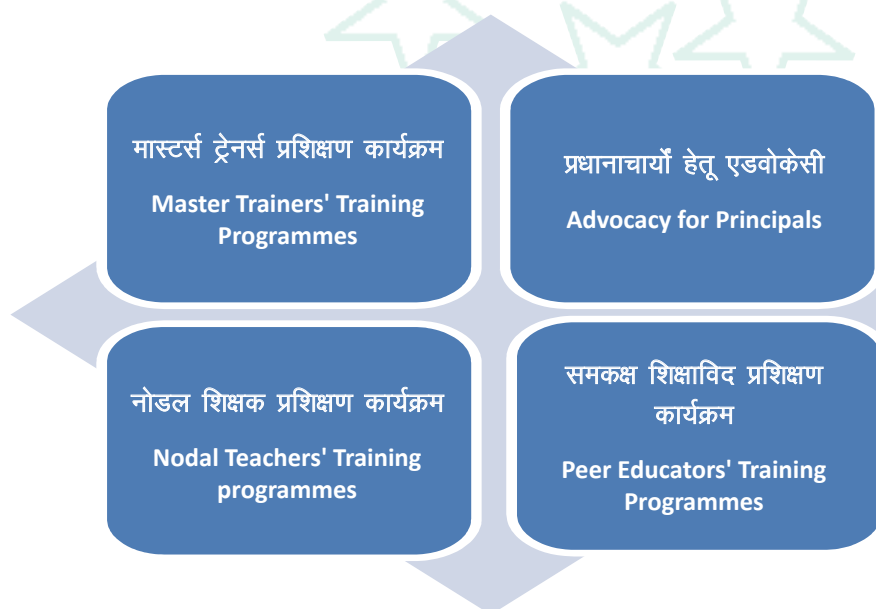 मास्टर्स ट्रेनर्स प्रशिक्षण कार्यक्रम
Master Trainers' Training
Programmes
प्रधानाचार्यों हेतू एडवोकेसी
Advocacy for Principals
नोडल शिक्षक प्रशिक्षण कार्यक्रम
Nodal Teachers' Training
programmes
समकक्ष शिक्षाविद प्रशिक्षण
कार्यक्रम
Peer Educators' Training
Programmes